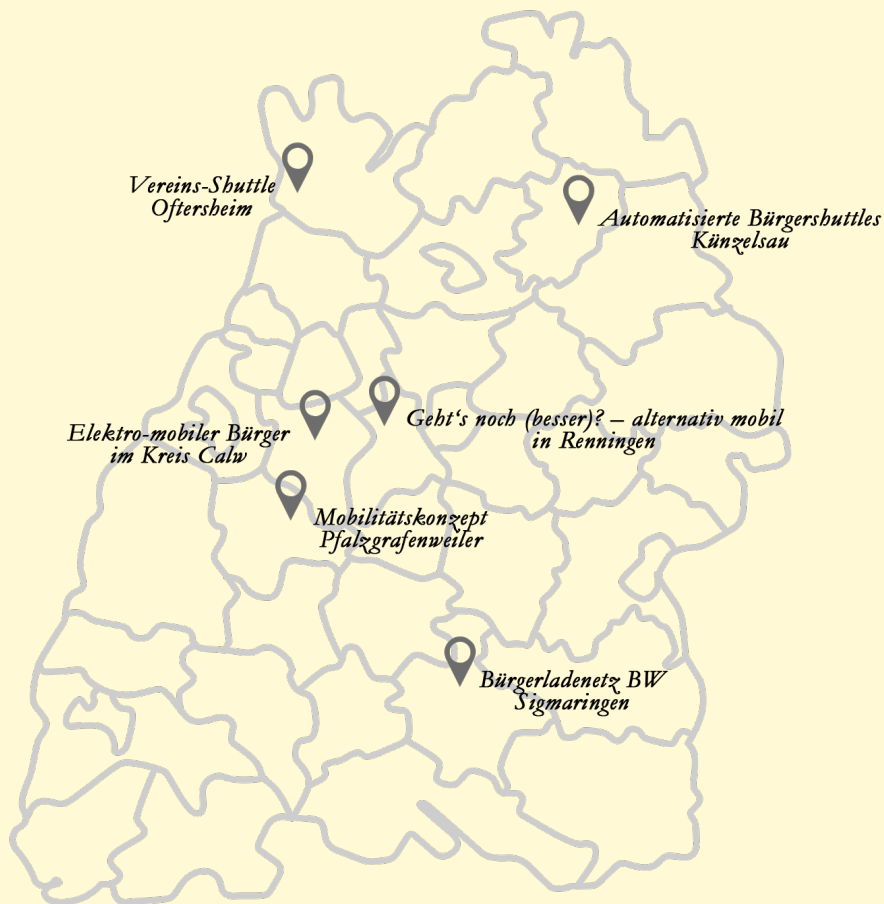 Vereins-Shuttle
Oftersheim
Automatisierte Bürgershuttles
Künzelsau
Geht's noch (besser)? – alternativ mobil
in Renningen
Elektro-mobiler Bürger
im Kreis Calw
Mobilitätskonzept
Pfalzgrafenweiler
Bürgerladenetz BW
Sigmaringen